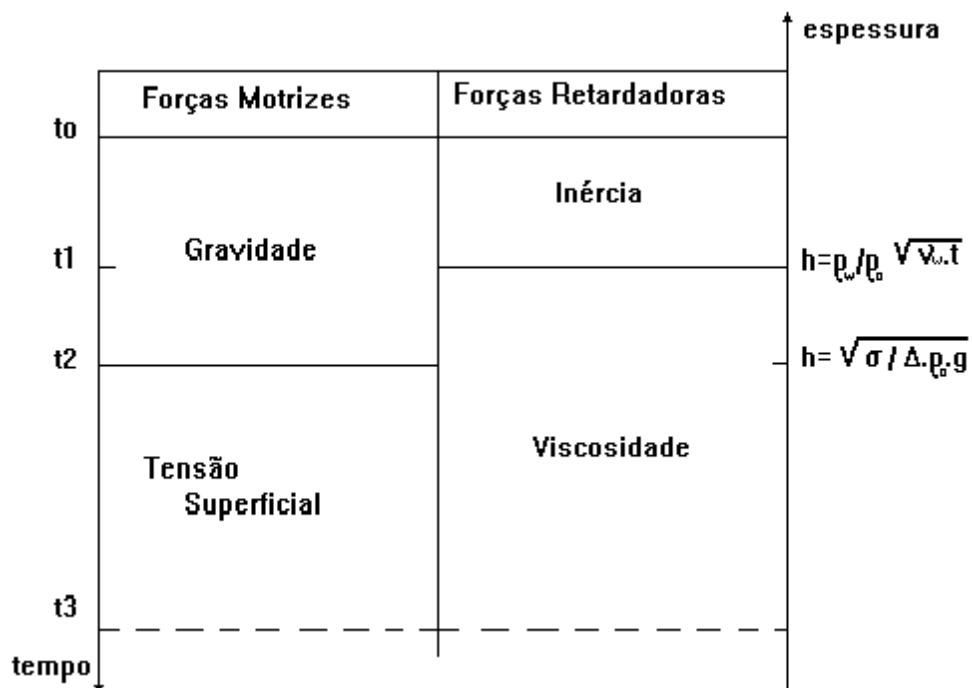 espessura
Forças Motrizes
Forças Retardadoras
to
Inércia
Gravidade
t1
h=ρw/ρo √νw.t
t2
h= √σ / Δ.ρo.g
Viscosidade
Tensão
Superficial
t3
tempo